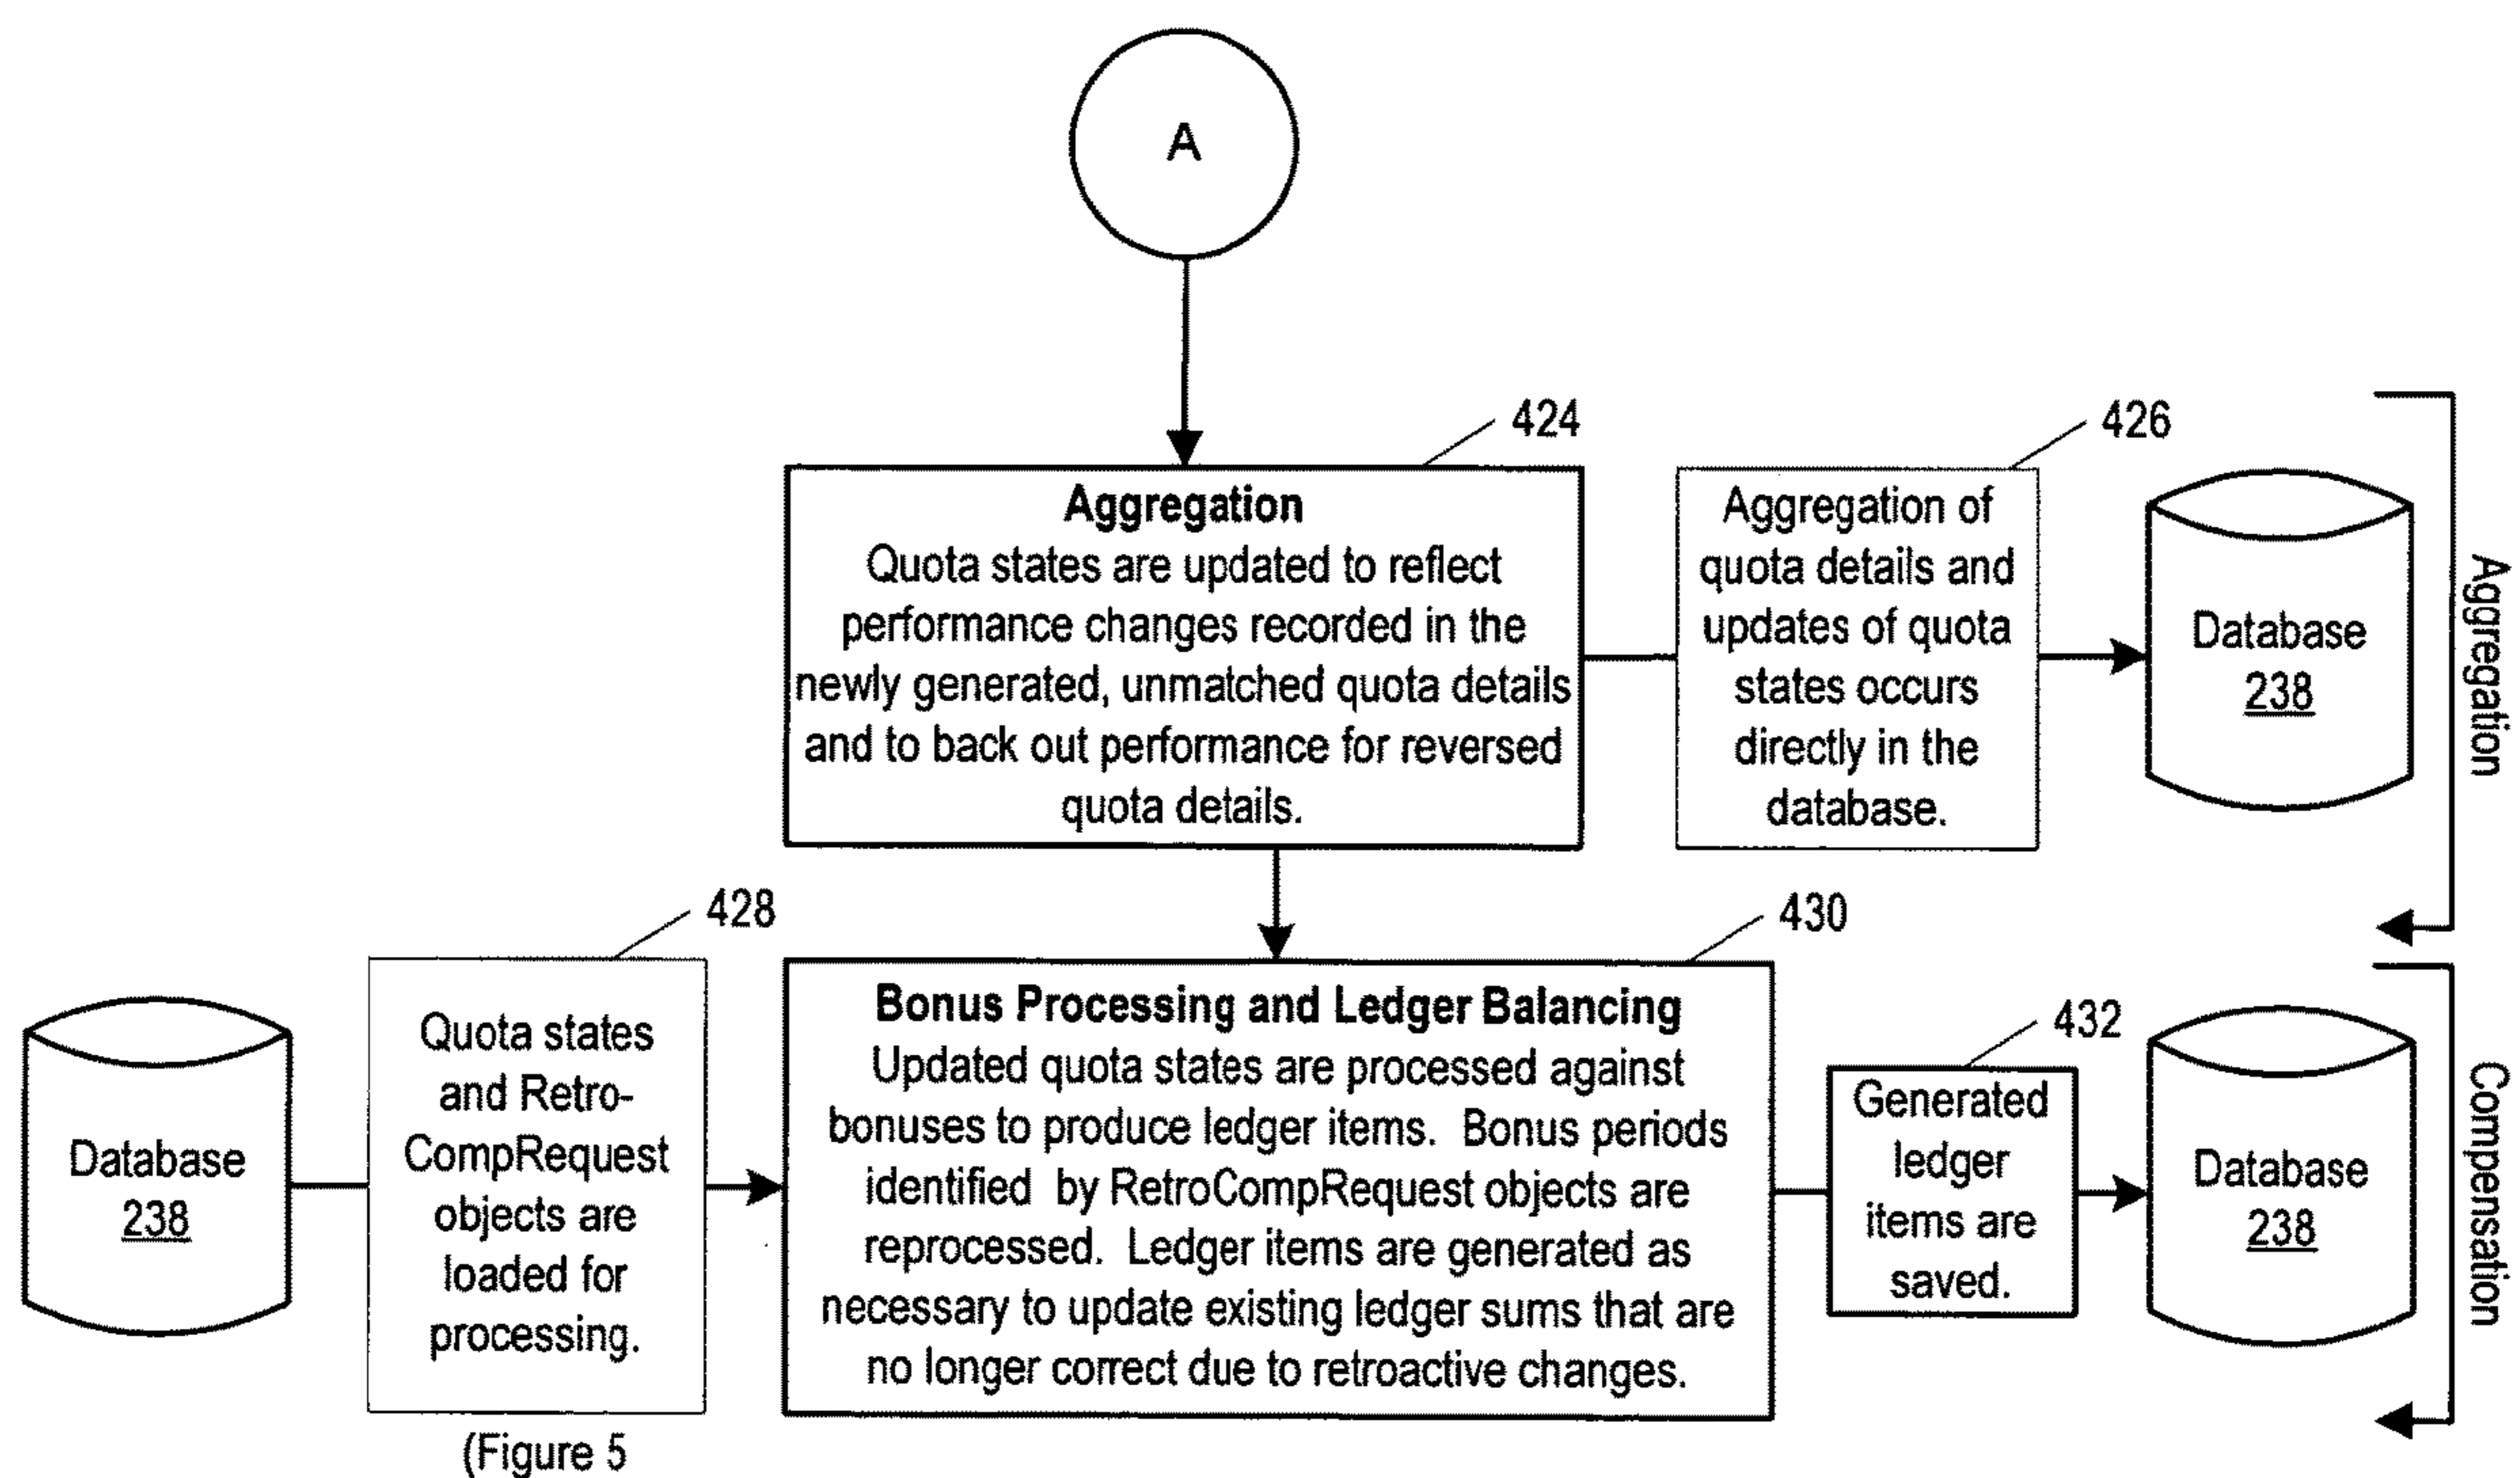 A
424
426
Aggregation
Quota states are updated to reflect
performance changes recorded in the
newly generated, unmatched quota details
and to back out performance for reversed
quota details.
Aggregation of
quota details and
updates of quota
states occurs
directly in the
database.
Database
238
Aggregation
428
430
Database
238
Quota states
and Retro-
CompRequest
objects are
loaded for
processing.
(Figure 5
Bonus Processing and Ledger Balancing
Updated quota states are processed against
bonuses to produce ledger items. Bonus periods
identified by RetroCompRequest objects are
reprocessed. Ledger items are generated as
necessary to update existing ledger sums that are
no longer correct due to retroactive changes.
432
Generated
ledger
items are
saved.
Database
238
Compensation